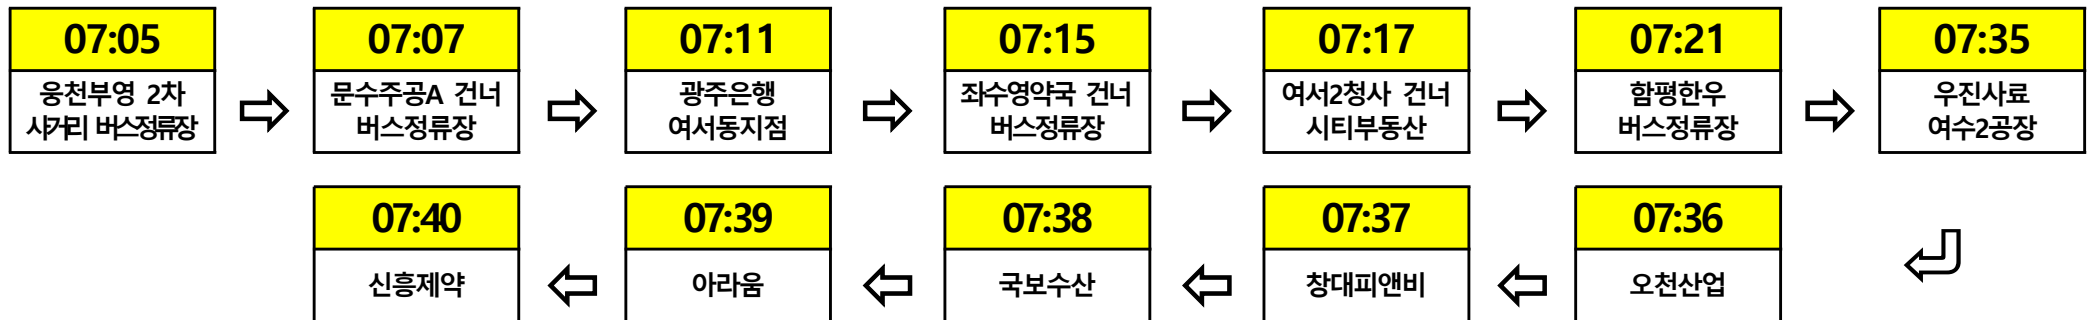 07:05
웅천부영 2차
사거리 버스정류장
07:07
문수주공A 건너
버스정류장
07:11
광주은행
여서동지점
07:15
좌수영약국 건너
버스정류장
07:17
여서2청사 건너
시티부동산
07:21
함평한우
버스정류장
07:35
우진사료
여수2공장
07:36
오천산업
07:37
창대피앤비
07:38
국보수산
07:39
아라움
07:40
신흥제약